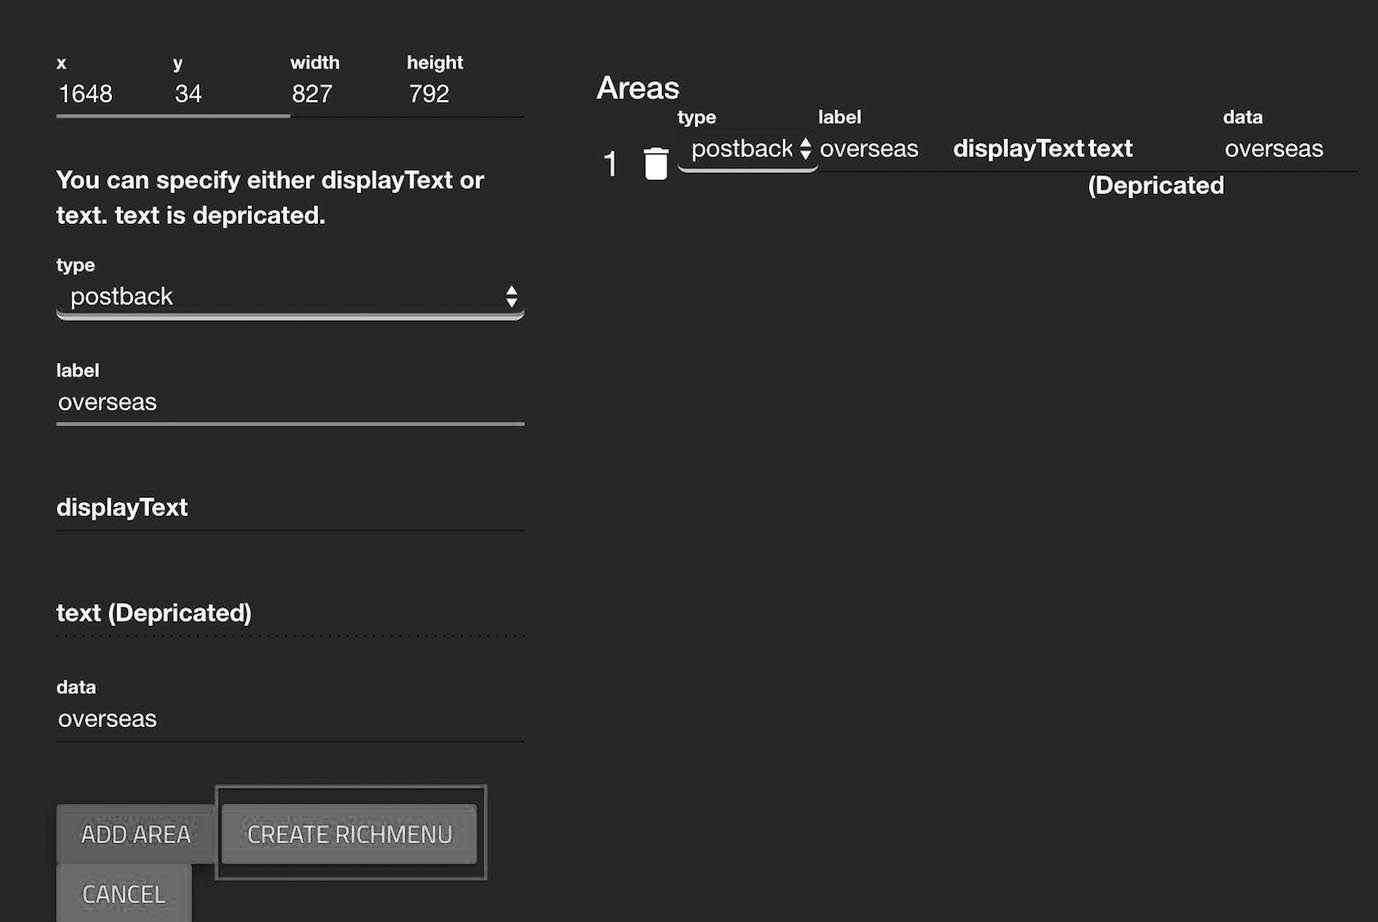 x y width height
1648 34 827 792
You can specify either displayText or
text. text is depricated.
type
postback
label
overseas
displayText
text (Depricated)
data
overseas
ADD AREA CREATE RICHMENU
CANCEL
Areas
type label data
1 postback overseas displayText text overseas
(Depricated